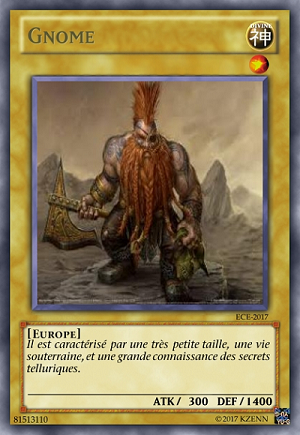 GNOME
DIVINE
神
ECE-2017
[EUROPE]
Il est caractérisé par une très petite taille, une vie
souterraine, et une grande connaissance des secrets
telluriques.
ATK/ 300 DEF/1400
81513110
©2017 KZENN